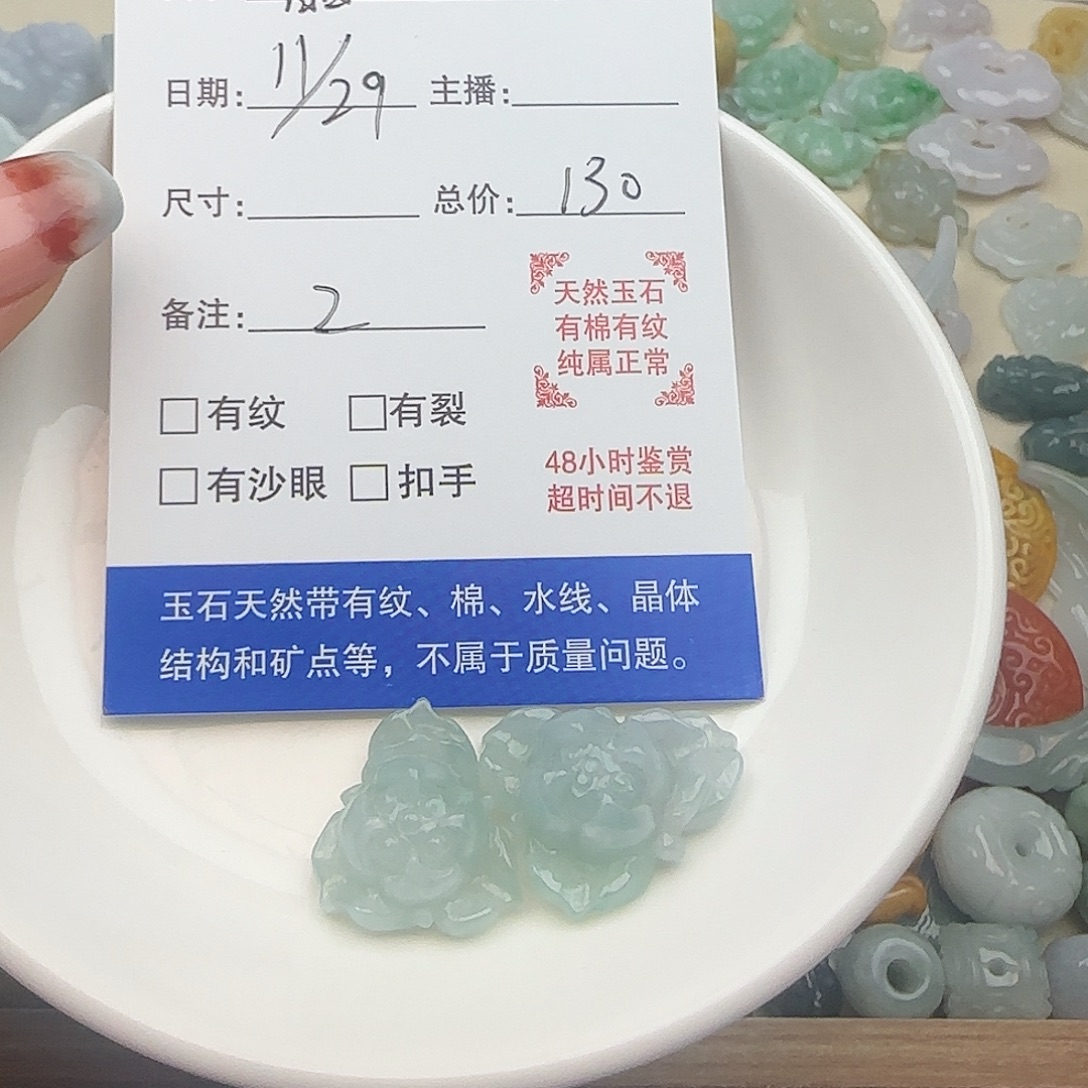 日期: 11/29 主播:
尺寸: 总价: 130
备注: 2
天然玉石
有棉有纹
纯属正常
□有纹 □有裂
□有沙眼 □扣手
48小时鉴赏
超时间不退
玉石天然带有纹、棉、水线、晶体
结构和矿点等，不属于质量问题。